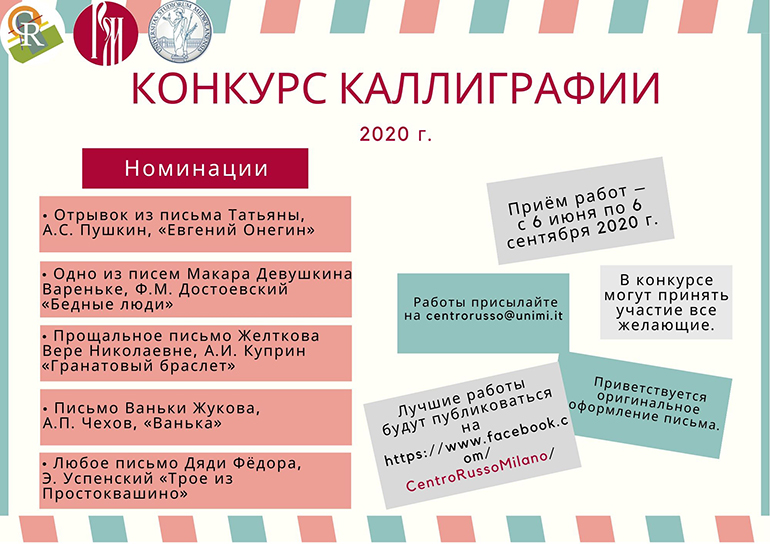 КОНКУРС КАЛЛИГРАФИИ
2020 г.
Номинации
• Отрывок из письма Татьяны,
А.С. Пушкин, «Евгений Онегин»
• Одно из писем Макара Девушкина
Вареньке, Ф.М. Достоевский
«Бедные люди»
• Прощальное письмо Желткова
Вере Николаевне, А.И. Куприн
«Гранатовый браслет»
• Письмо Ваньки Жукова,
А.П. Чехов, «Ванька»
• Любое письмо Дяди Фёдора,
Э. Успенский «Трое из
Простоквашино»
Приём работ –
с 6 июня по 6
сентября 2020 г.
Работы присылайте
на centrorusso@unimi.it
В конкурсе
могут принять
участие все
желающие.
Лучшие работы
будут публиковаться
на
https://www.facebook.c
om/
CentroRussoMilano/
Приветствуется
оригинальное
оформление письма.